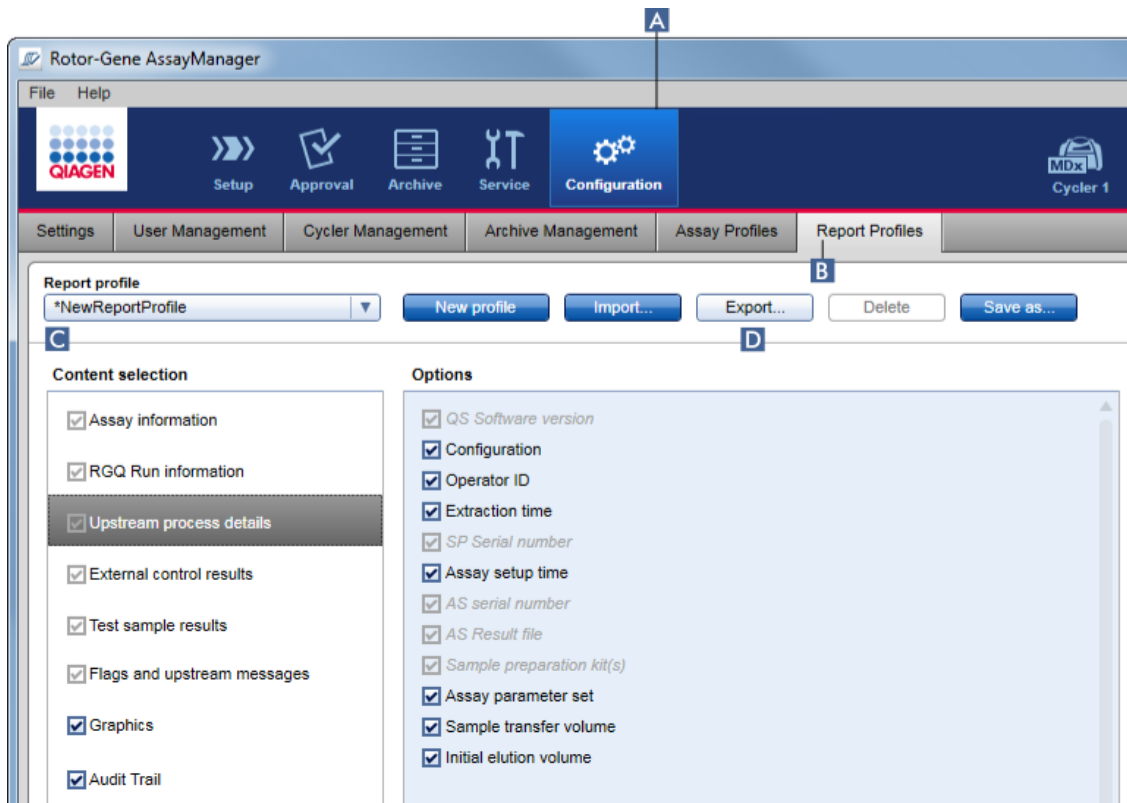 A
Rotor-Gene AssayManager
File Help
QIAGEN
Setup
Approval
Archive
Service
Configuration
MDx
Cycler 1
Settings
User Management
Cycler Management
Archive Management
Assay Profiles
Report Profiles
B
Report profile
*NewReportProfile
New profile
Import...
Export...
Delete
Save as...
C
D
Content selection
Assay information
RGQ Run information
Upstream process details
External control results
Test sample results
Flags and upstream messages
Graphics
Audit Trail
Options
QS Software version
Configuration
Operator ID
Extraction time
SP Serial number
Assay setup time
AS serial number
AS Result file
Sample preparation kit(s)
Assay parameter set
Sample transfer volume
Initial elution volume